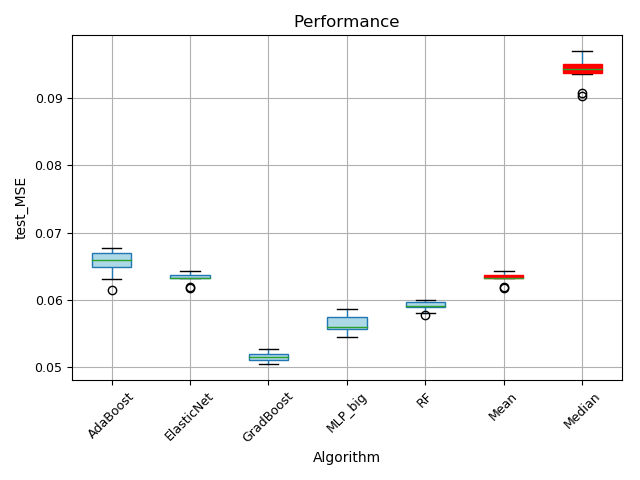 Performance
test_MSE
0.09
0.08
0.07
0.06
0.05
AdaBoost
ElasticNet
GradBoost
MLP_big
RF
Mean
Median
Algorithm